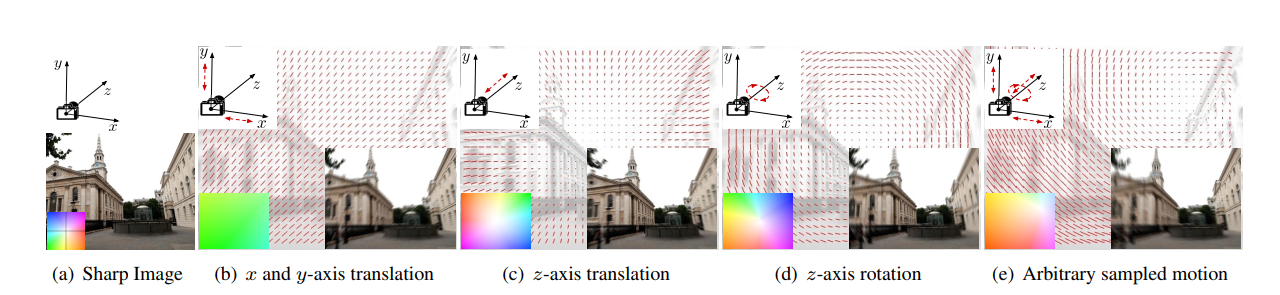 y
z
x
y
z
x
y
z
y
z
y
z
x
(a) Sharp Image
(b) x and y-axis translation
(c) z-axis translation
(d) z-axis rotation
(e) Arbitrary sampled motion